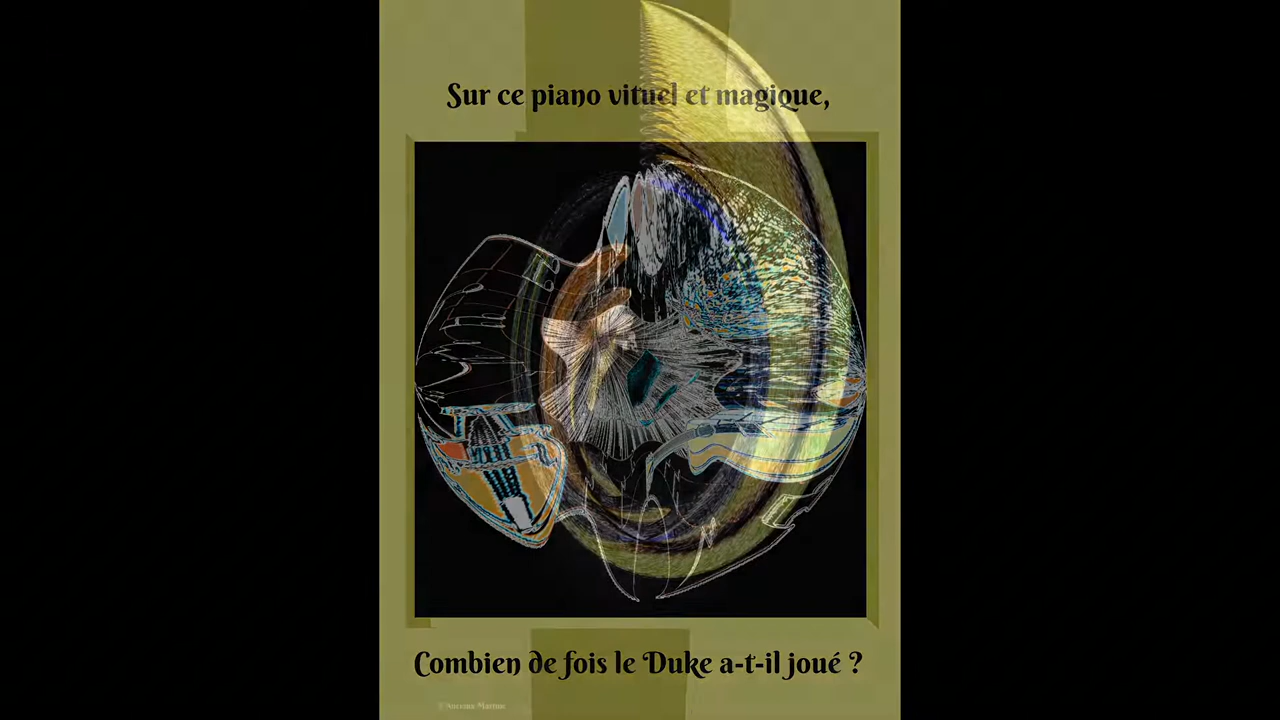 Sur ce piano vituel et magique,
Combien de fois le Duke a-t-il joué ?